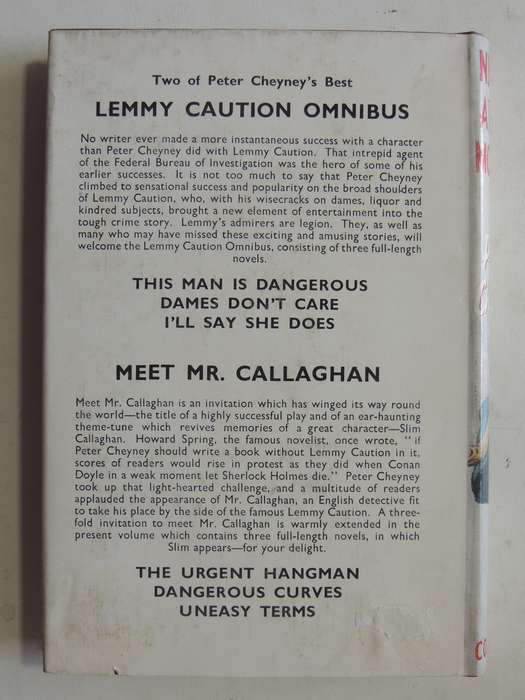 Two of Peter Cheyney's Best
LEMMY CAUTION OMNIBUS
No writer ever made a more instantaneous success with a character
than Peter Cheyney did with Lemmy Caution. That intrepid agent
of the Federal Bureau of Investigation was the hero of some of his
earlier successes. It is not too much to say that Peter Cheyney
climbed to sensational success and popularity on the broad shoulders
of Lemmy Caution, who, with his wisecracks on dames, liquor and
kindred subjects, brought a new element of entertainment into the
tough crime story. Lemmy's admirers are legion. They, as well as
many who may have missed these exciting and amusing stories, will
welcome the Lemmy Caution Omnibus, consisting of three full-length
novels.
THIS MAN IS DANGEROUS
DAMES DON'T CARE
I'LL SAY SHE DOES
MEET MR. CALLAGHAN
Meet Mr. Callaghan is an invitation which has winged its way round
the world—the title of a highly successful play and of an ear-haunting
theme-tune which revives memories of a great character—Slim
Callaghan. Howard Spring, the famous novelist, once wrote, "if
Peter Cheyney should write a book without Lemmy Caution in it,
scores of readers would rise in protest as they did when Conan
Doyle in a weak moment let Sherlock Holmes die." Peter Cheyney
took up that light-hearted challenge, and a multitude of readers
applauded the appearance of Mr. Callaghan, an English detective fit
to take his place by the side of the famous Lemmy Caution. A three-
fold invitation to meet Mr. Callaghan is warmly extended in the
present volume which contains three full-length novels, in which
Slim appears—for your delight.
THE URGENT HANGMAN
DANGEROUS CURVES
UNEASY TERMS